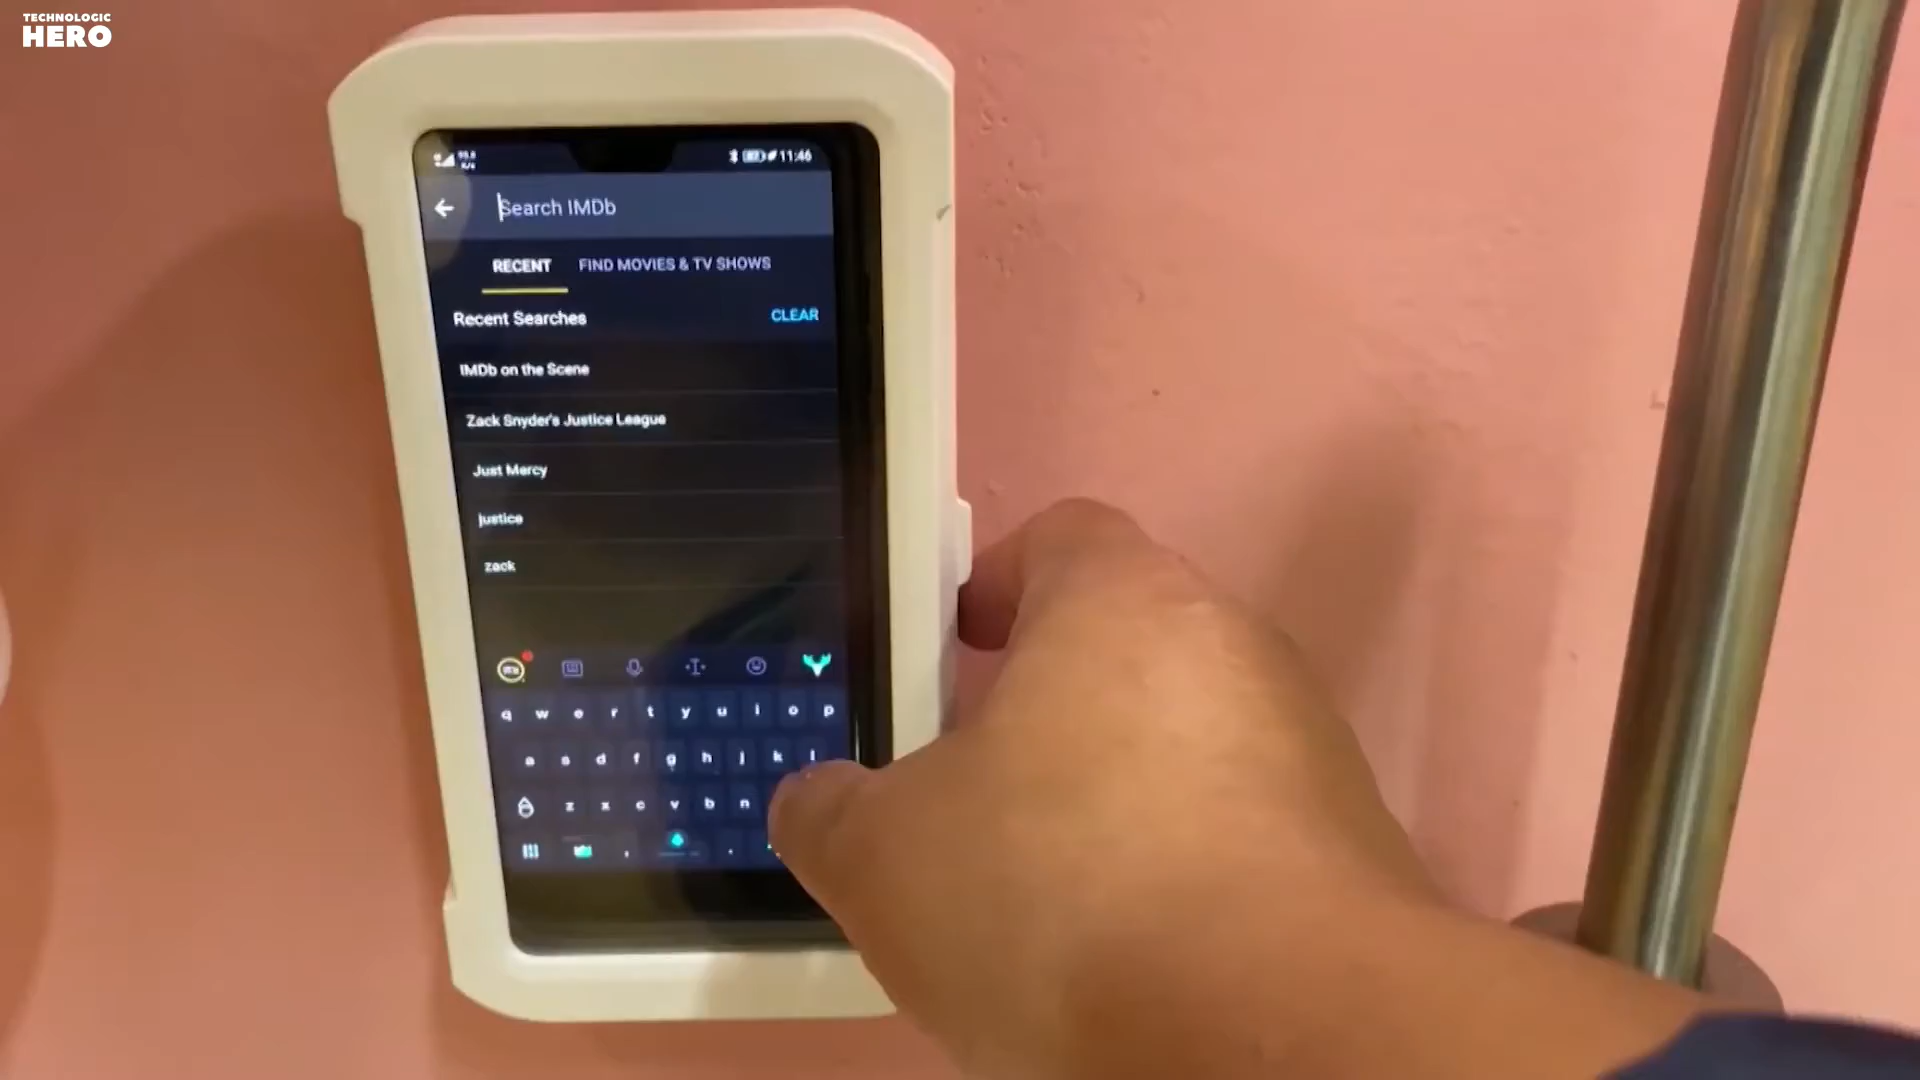 TECHNOLOGIC
HERO
11:46
Search IMDb
RECENT
FIND MOVIES & TV SHOWS
Recent Searches
CLEAR
IMDb on the Scene
Zack Snyder's Justice League
Just Mercy
justice
zack
q w e r t y u i o p
a s d f g h j k l
z x c v b n
, .